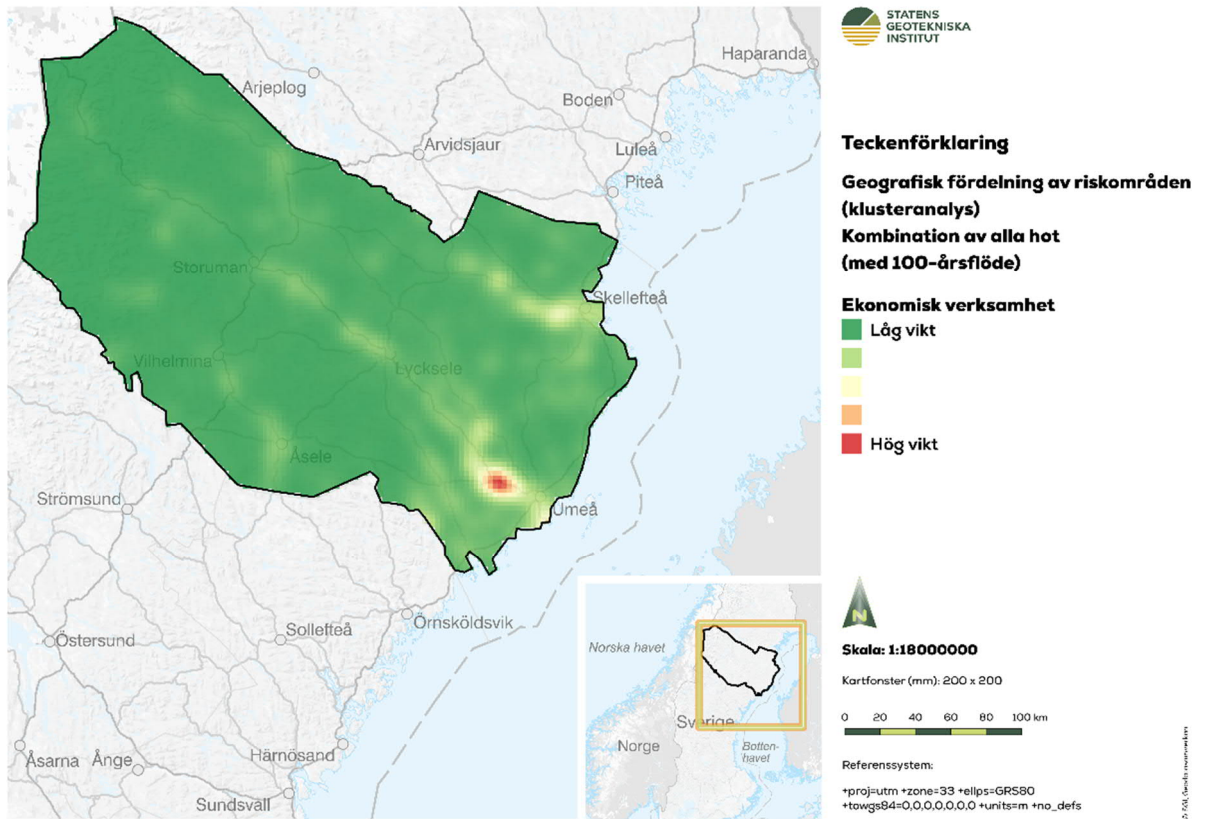 STATENS
GEOTEKNISKA
INSTITUT
Haparanda
Arjeplog
Boden
Arvidsjaur
Luleå
Piteå
Storuman
Skellefteå
Vilhelmina
Lycksele
Åsele
Strömsund
Umeå
Örnsköldsvik
Östersund
Sollefteå
Härnösand
Åsarna
Ånge
Sundsvall
Norska havet
Sverige
Norge
Botten-
havet
Teckenförklaring
Geografisk fördelning av riskområden
(klusteranalys)
Kombination av alla hot
(med 100-årsflöde)
Ekonomisk verksamhet
Låg vikt
Hög vikt
N
Skala: 1:18000000
Kartfonster (mm): 200 x 200
0 20 40 60 80 100 km
Referenssystem:
+proj=utm +zone=33 +ellps=GRS80
+towgs84=0,0,0,0,0,0,0 +units=m +no_defs